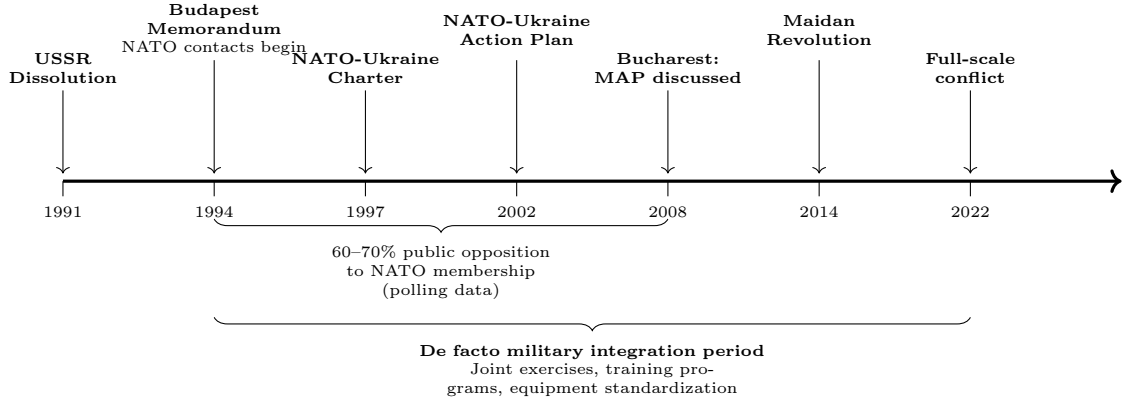 USSR
Dissolution
Budapest
Memorandum
NATO contacts begin
NATO-Ukraine
Charter
NATO-Ukraine
Action Plan
Bucharest:
MAP discussed
Maidan
Revolution
Full-scale
conflict
1991
1994
1997
2002
2008
2014
2022
60–70% public opposition
to NATO membership
(polling data)
De facto military integration period
Joint exercises, training pro-
grams, equipment standardization